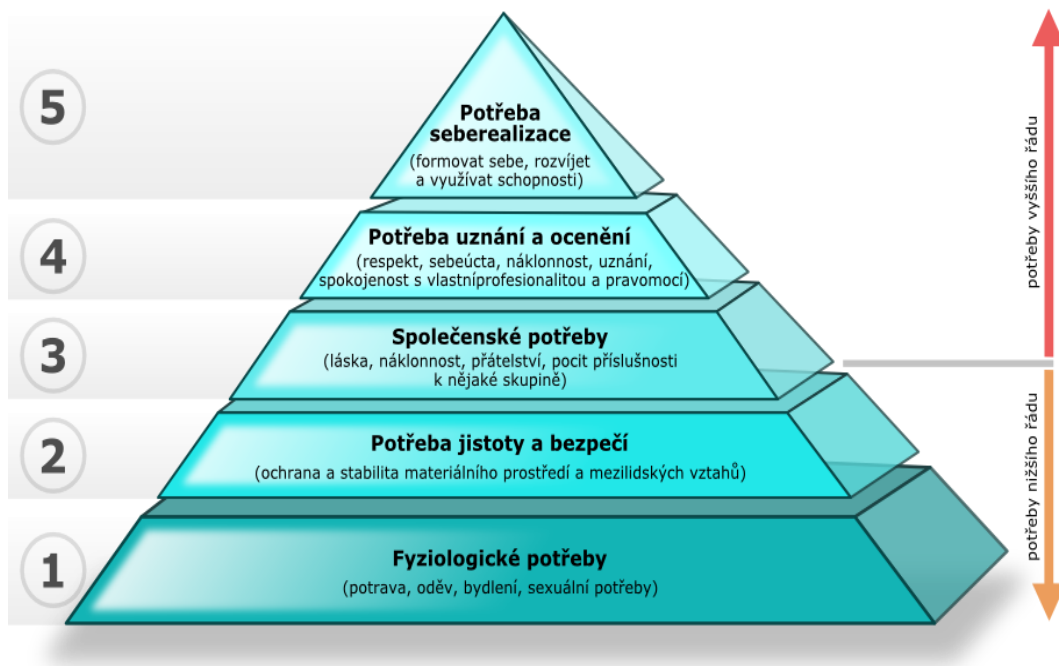 5
Potřeba
seberealizace
(formovat sebe, rozvíjet
a využívat schopnosti)
4
Potřeba uznání a ocenění
(respekt, sebeúcta, náklonnost, uznání,
spokojenost s vlastníprofesionalitou a pravomocí)
3
Společenské potřeby
(láska, náklonnost, přátelství, pocit příslušnosti
k nějaké skupině)
2
Potřeba jistoty a bezpečí
(ochrana a stabilita materiálního prostředí a mezilidských vztahů)
1
Fyziologické potřeby
(potrava, oděv, bydlení, sexuální potřeby)
potřeby vyššího řádu
potřeby nižšího řádu